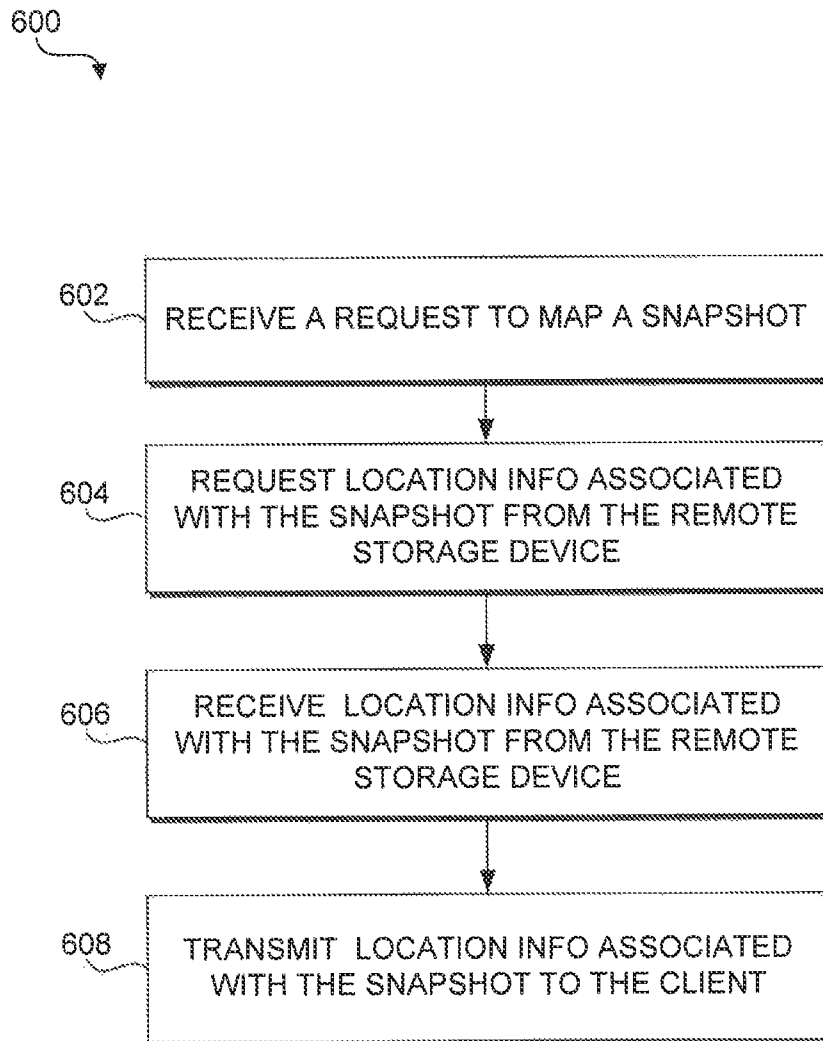 600
602
RECEIVE A REQUEST TO MAP A SNAPSHOT
604
REQUEST LOCATION INFO ASSOCIATED
WITH THE SNAPSHOT FROM THE REMOTE
STORAGE DEVICE
606
RECEIVE LOCATION INFO ASSOCIATED
WITH THE SNAPSHOT FROM THE REMOTE
STORAGE DEVICE
608
TRANSMIT LOCATION INFO ASSOCIATED
WITH THE SNAPSHOT TO THE CLIENT